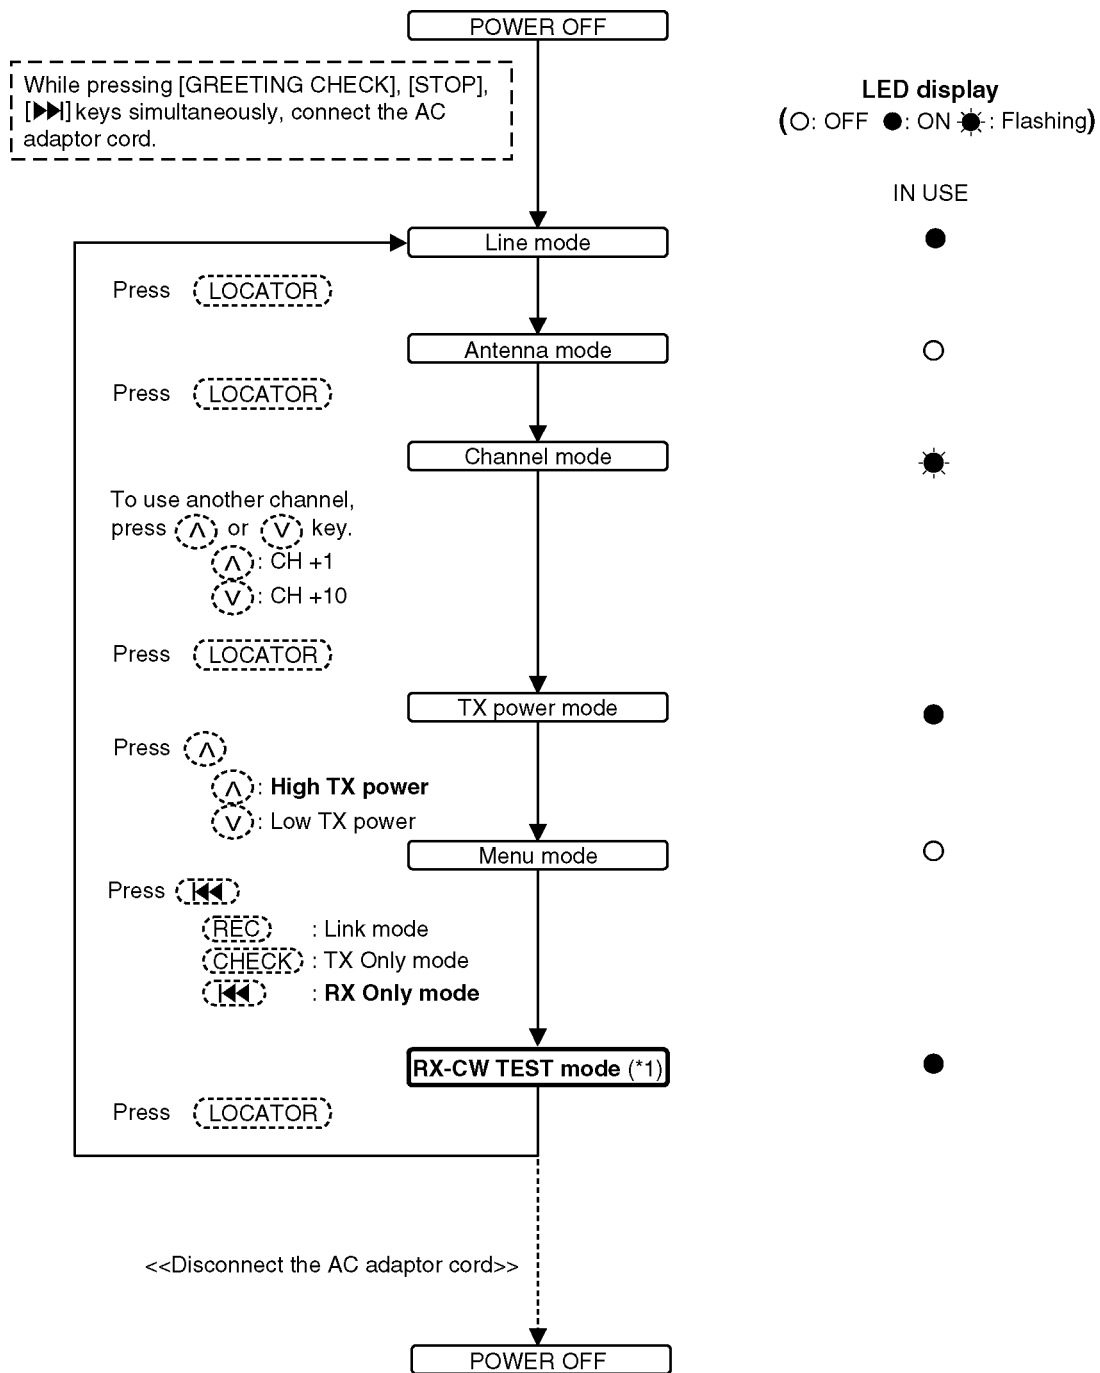 POWER OFF
While pressing [GREETING CHECK], [STOP],
[▶▶|] keys simultaneously, connect the AC
adaptor cord.
LED display
(○: OFF ●: ON ☀: Flashing)
IN USE
Line mode
Press LOCATOR
Antenna mode
Press LOCATOR
Channel mode
To use another channel,
press ∧ or ∨ key.
∧: CH +1
∨: CH +10
Press LOCATOR
TX power mode
Press ∧
∧: High TX power
∨: Low TX power
Menu mode
Press |◀◀
REC : Link mode
CHECK : TX Only mode
|◀◀ : RX Only mode
RX-CW TEST mode (*1)
Press LOCATOR
<<Disconnect the AC adaptor cord>>
POWER OFF